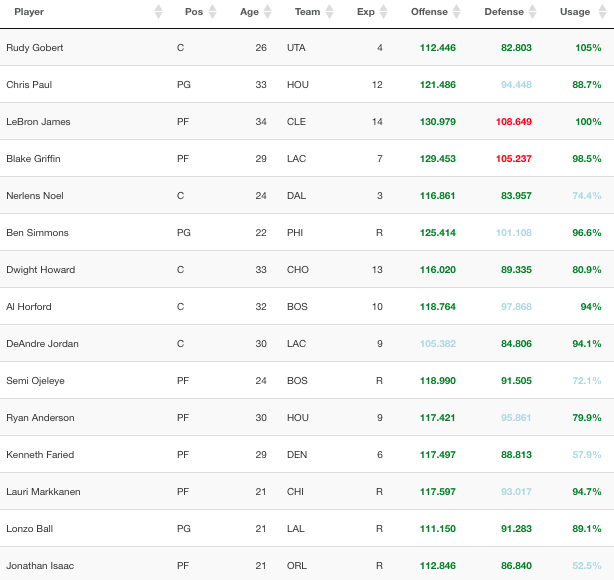 Player Pos Age Team Exp Offense Defense Usage
Rudy Gobert C 26 UTA 4 112.446 82.803 105%
Chris Paul PG 33 HOU 12 121.486 94.448 88.7%
LeBron James PF 34 CLE 14 130.979 108.649 100%
Blake Griffin PF 29 LAC 7 129.453 105.237 98.5%
Nerlens Noel C 24 DAL 3 116.861 83.957 74.4%
Ben Simmons PG 22 PHI R 125.414 101.108 96.6%
Dwight Howard C 33 CHO 13 116.020 89.335 80.9%
Al Horford C 32 BOS 10 118.764 97.868 94%
DeAndre Jordan C 30 LAC 9 105.382 84.806 94.1%
Semi Ojeleye PF 24 BOS R 118.990 91.505 72.1%
Ryan Anderson PF 30 HOU 9 117.421 95.861 79.9%
Kenneth Faried PF 29 DEN 6 117.497 88.813 57.9%
Lauri Markkanen PF 21 CHI R 117.597 93.017 94.7%
Lonzo Ball PG 21 LAL R 111.150 91.283 89.1%
Jonathan Isaac PF 21 ORL R 112.846 86.840 52.5%